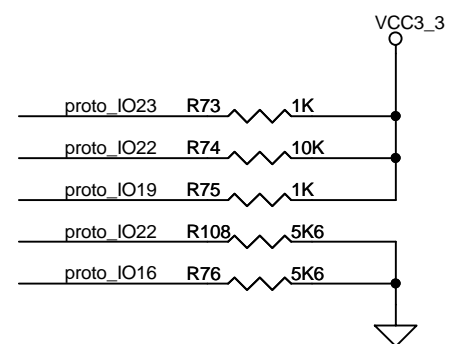 VCC3_3
proto_IO23 R73 1K
proto_IO22 R74 10K
proto_IO19 R75 1K
proto_IO22 R108 5K6
proto_IO16 R76 5K6